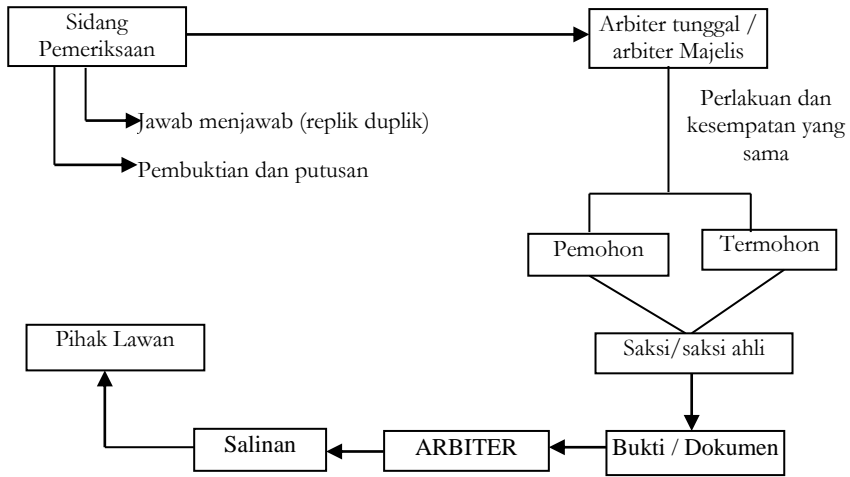 Sidang
Pemeriksaan
Arbiter tunggal /
arbiter Majelis
Jawab menjawab (replik duplik)
Pembuktian dan putusan
Perlakuan dan
kesempatan yang
sama
Pemohon
Termohon
Pihak Lawan
Saksi/saksi ahli
Salinan
ARBITER
Bukti / Dokumen